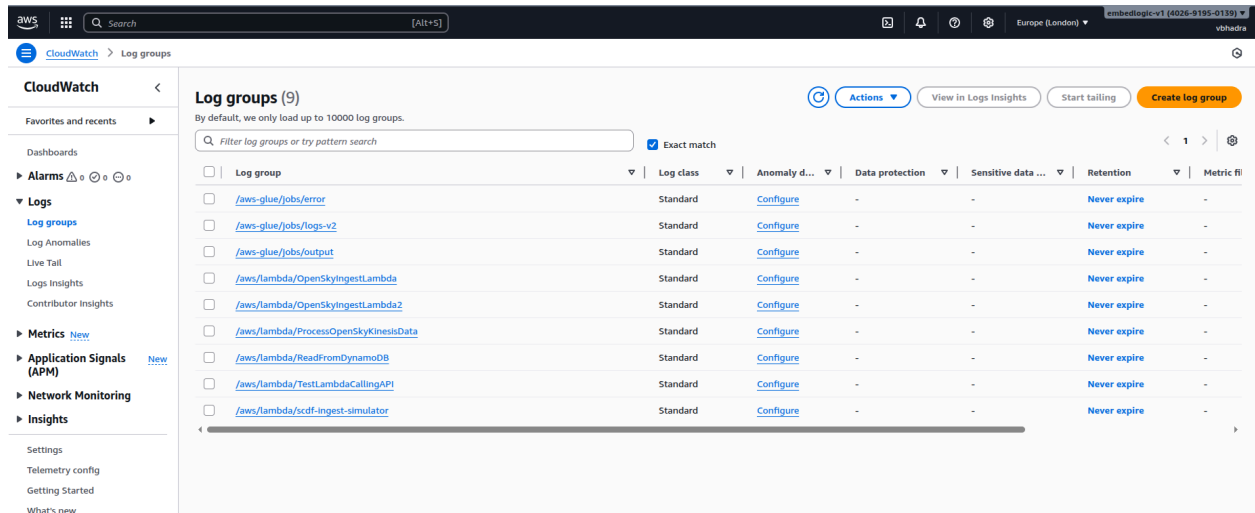 aws
Search
[Alt+S]
Europe (London)
embedlogic-v1 (4026-9195-0139)
vbhadra
CloudWatch > Log groups
CloudWatch
Favorites and recents
Dashboards
Alarms 0 0 0
Logs
Log groups
Log Anomalies
Live Tail
Logs Insights
Contributor Insights
Metrics New
Application Signals New
(APM)
Network Monitoring
Insights
Settings
Telemetry config
Getting Started
What's new
Log groups (9)
Actions
View in Logs Insights
Start tailing
Create log group
By default, we only load up to 10000 log groups.
Filter log groups or try pattern search
Exact match
1
Log group Log class Anomaly d... Data protection Sensitive data ... Retention Metric fil
/aws-glue/jobs/error Standard Configure - - Never expire -
/aws-glue/jobs/logs-v2 Standard Configure - - Never expire -
/aws-glue/jobs/output Standard Configure - - Never expire -
/aws/lambda/OpenSkyIngestLambda Standard Configure - - Never expire -
/aws/lambda/OpenSkyIngestLambda2 Standard Configure - - Never expire -
/aws/lambda/ProcessOpenSkyKinesisData Standard Configure - - Never expire -
/aws/lambda/ReadFromDynamoDB Standard Configure - - Never expire -
/aws/lambda/TestLambdaCallingAPI Standard Configure - - Never expire -
/aws/lambda/scdf-ingest-simulator Standard Configure - - Never expire -